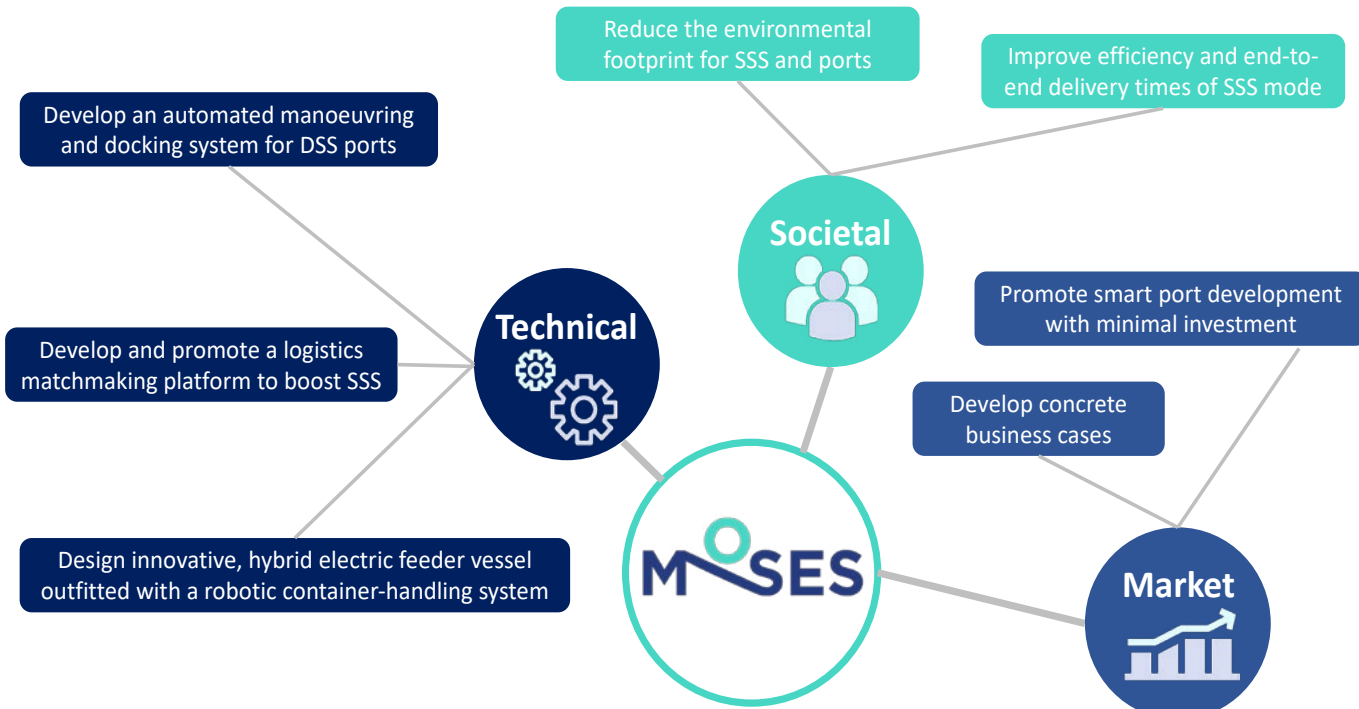 Reduce the environmental
footprint for SSS and ports
Improve efficiency and end-to-
end delivery times of SSS mode
Develop an automated manoeuvring
and docking system for DSS ports
Societal
Promote smart port development
with minimal investment
Technical
Develop and promote a logistics
matchmaking platform to boost SSS
Develop concrete
business cases
Design innovative, hybrid electric feeder vessel
outfitted with a robotic container-handling system
MOSES
Market